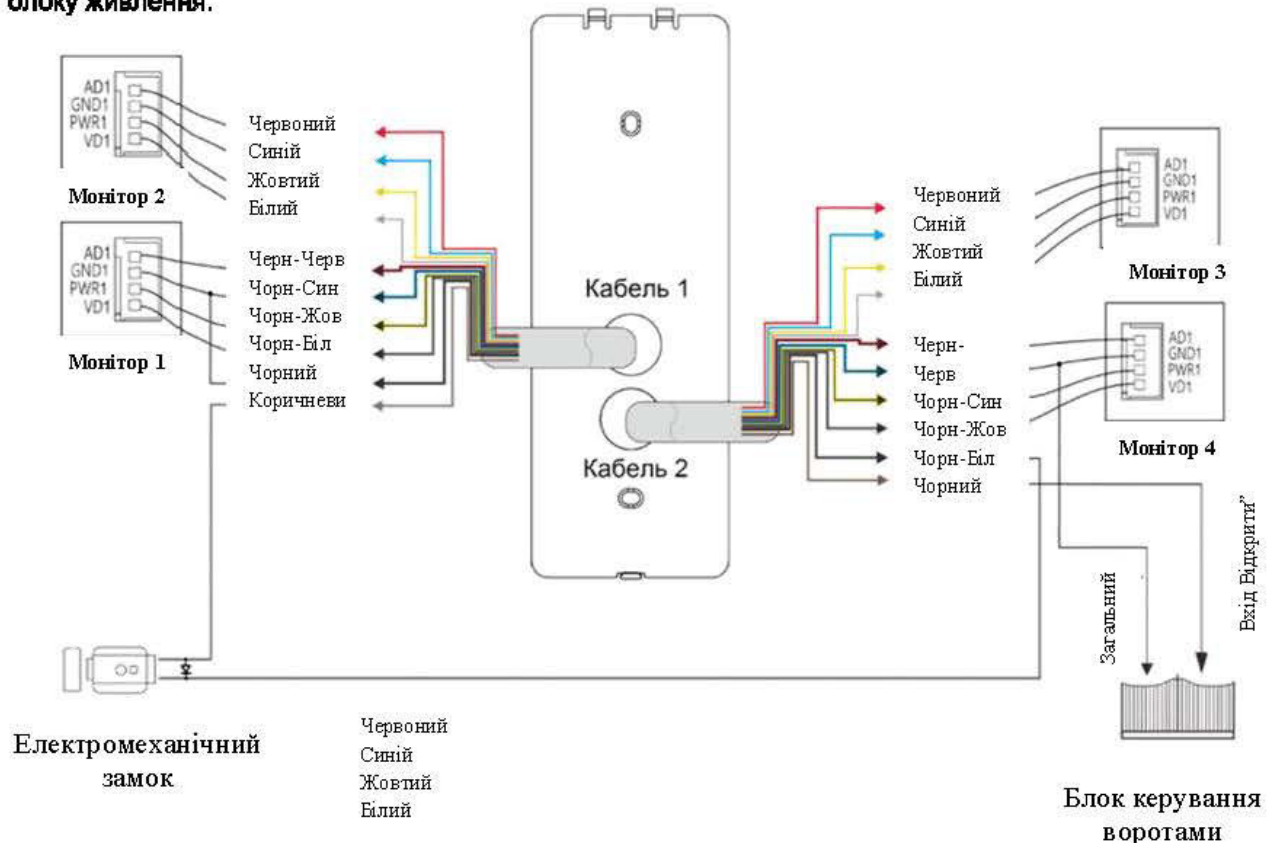 блоку живлення.
AD1
GND1
PWR1
VD1
Монітор 2
Червоний
Синій
Жовтий
Білий
AD1
GND1
PWR1
VD1
Монітор 1
Черн-Черв
Чорн-Син
Чорн-Жов
Чорн-Біл
Чорний
Коричневи
Кабель 1
Кабель 2
Червоний
Синій
Жовтий
Білий
AD1
GND1
PWR1
VD1
Монітор 3
Черн-
Черв
Чорн-Син
Чорн-Жов
Чорн-Біл
Чорний
AD1
GND1
PWR1
VD1
Монітор 4
Загальний
Вхід Відкрити”
Електромеханічний
замок
Червоний
Синій
Жовтий
Білий
Блок керування
воротами